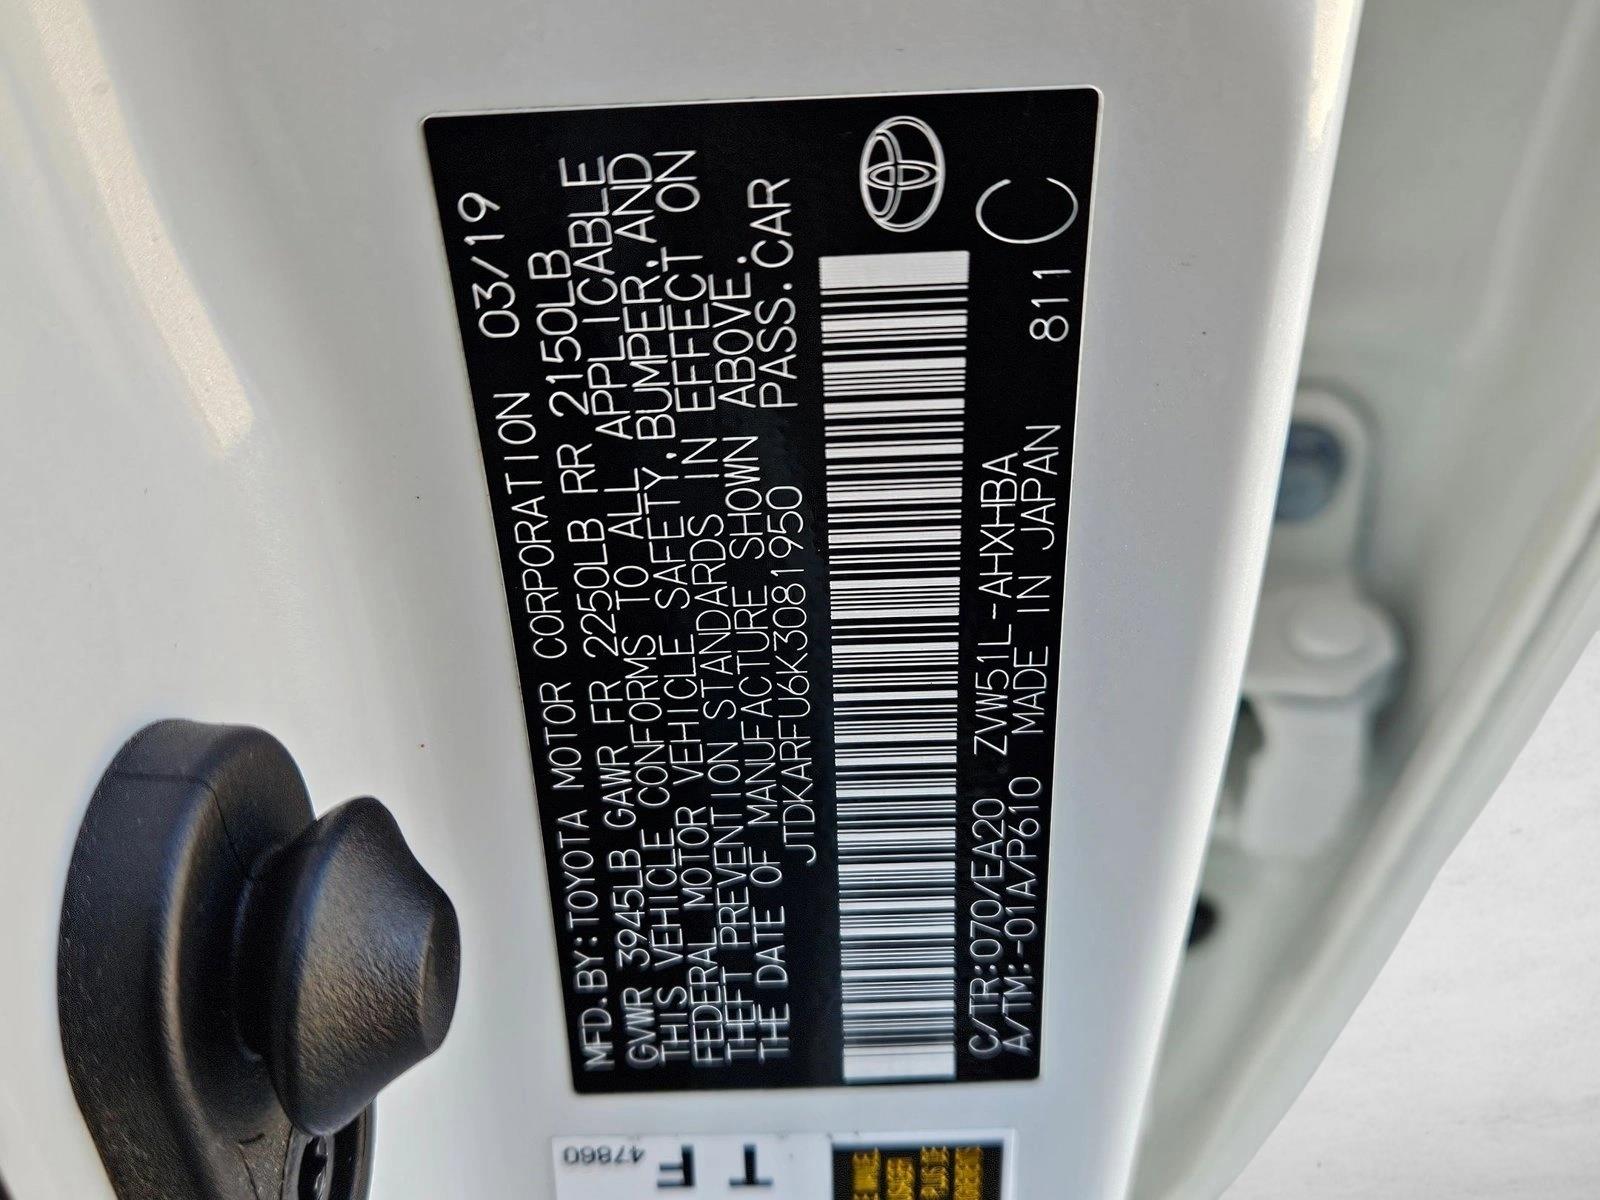 MFD.BY:TOYOTA MOTOR CORPORATION 03/19
GVWR 3945LB GAWR FR 2250LB RR 2150LB
THIS VEHICLE CONFORMS TO ALL APPLICABLE
FEDERAL MOTOR VEHICLE SAFETY,BUMPER,AND
THEFT PREVENTION STANDARDS IN EFFECT ON
THE DATE OF MANUFACTURE SHOWN ABOVE.
JTDKARFU6K3081950 PASS.CAR
C/TR:070/EA20 ZVW51L-AHXHBA
A/TM:-01A/P610 MADE IN JAPAN 811 C
47860